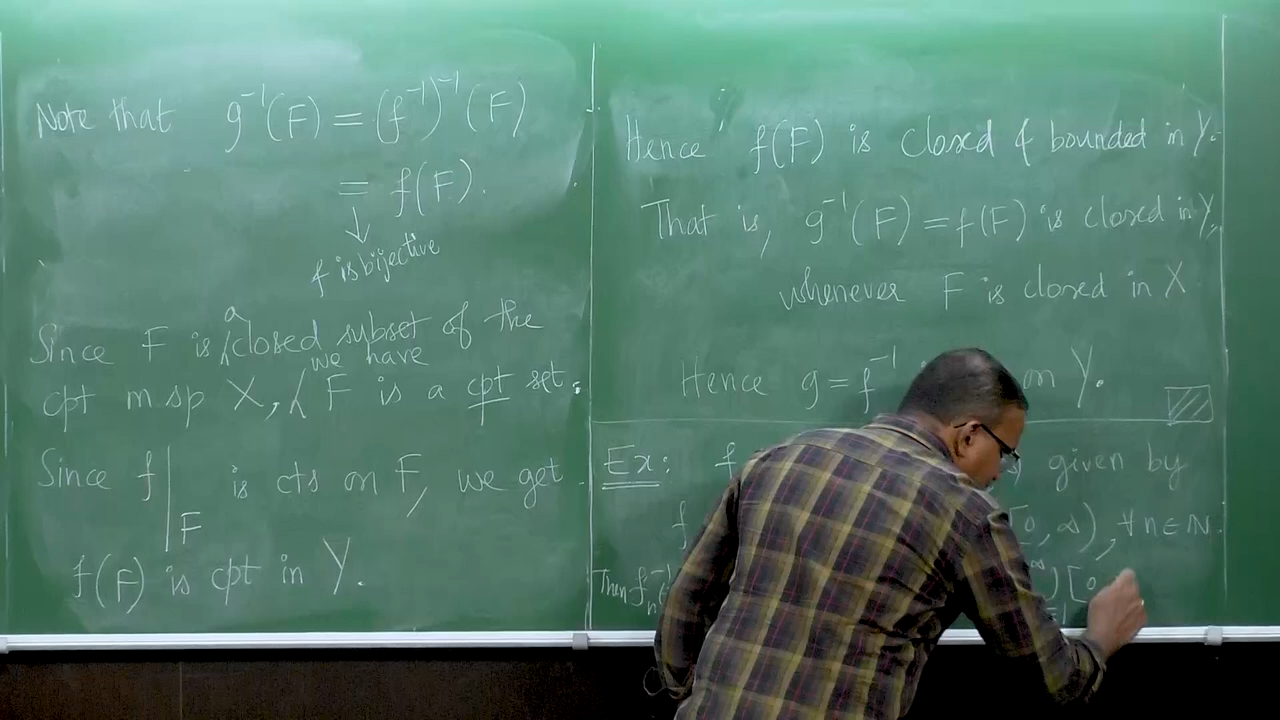 Note that g⁻¹(F) = (f⁻¹)⁻¹(F)
= f(F).
↓
f is bijective
Since F is a closed subset of the
cpt m sp X, we have F is a cpt set.
Since f|_F is cts on F, we get
f(F) is cpt in Y.
Hence f(F) is closed & bounded in Y.
That is, g⁻¹(F) = f(F) is closed in Y,
whenever F is closed in X
Hence g = f⁻¹ on Y.
Ex: f given by
f [0, ∞), ∀ n ∈ ℕ.
Then fₙ⁻¹( ∞ ) [0